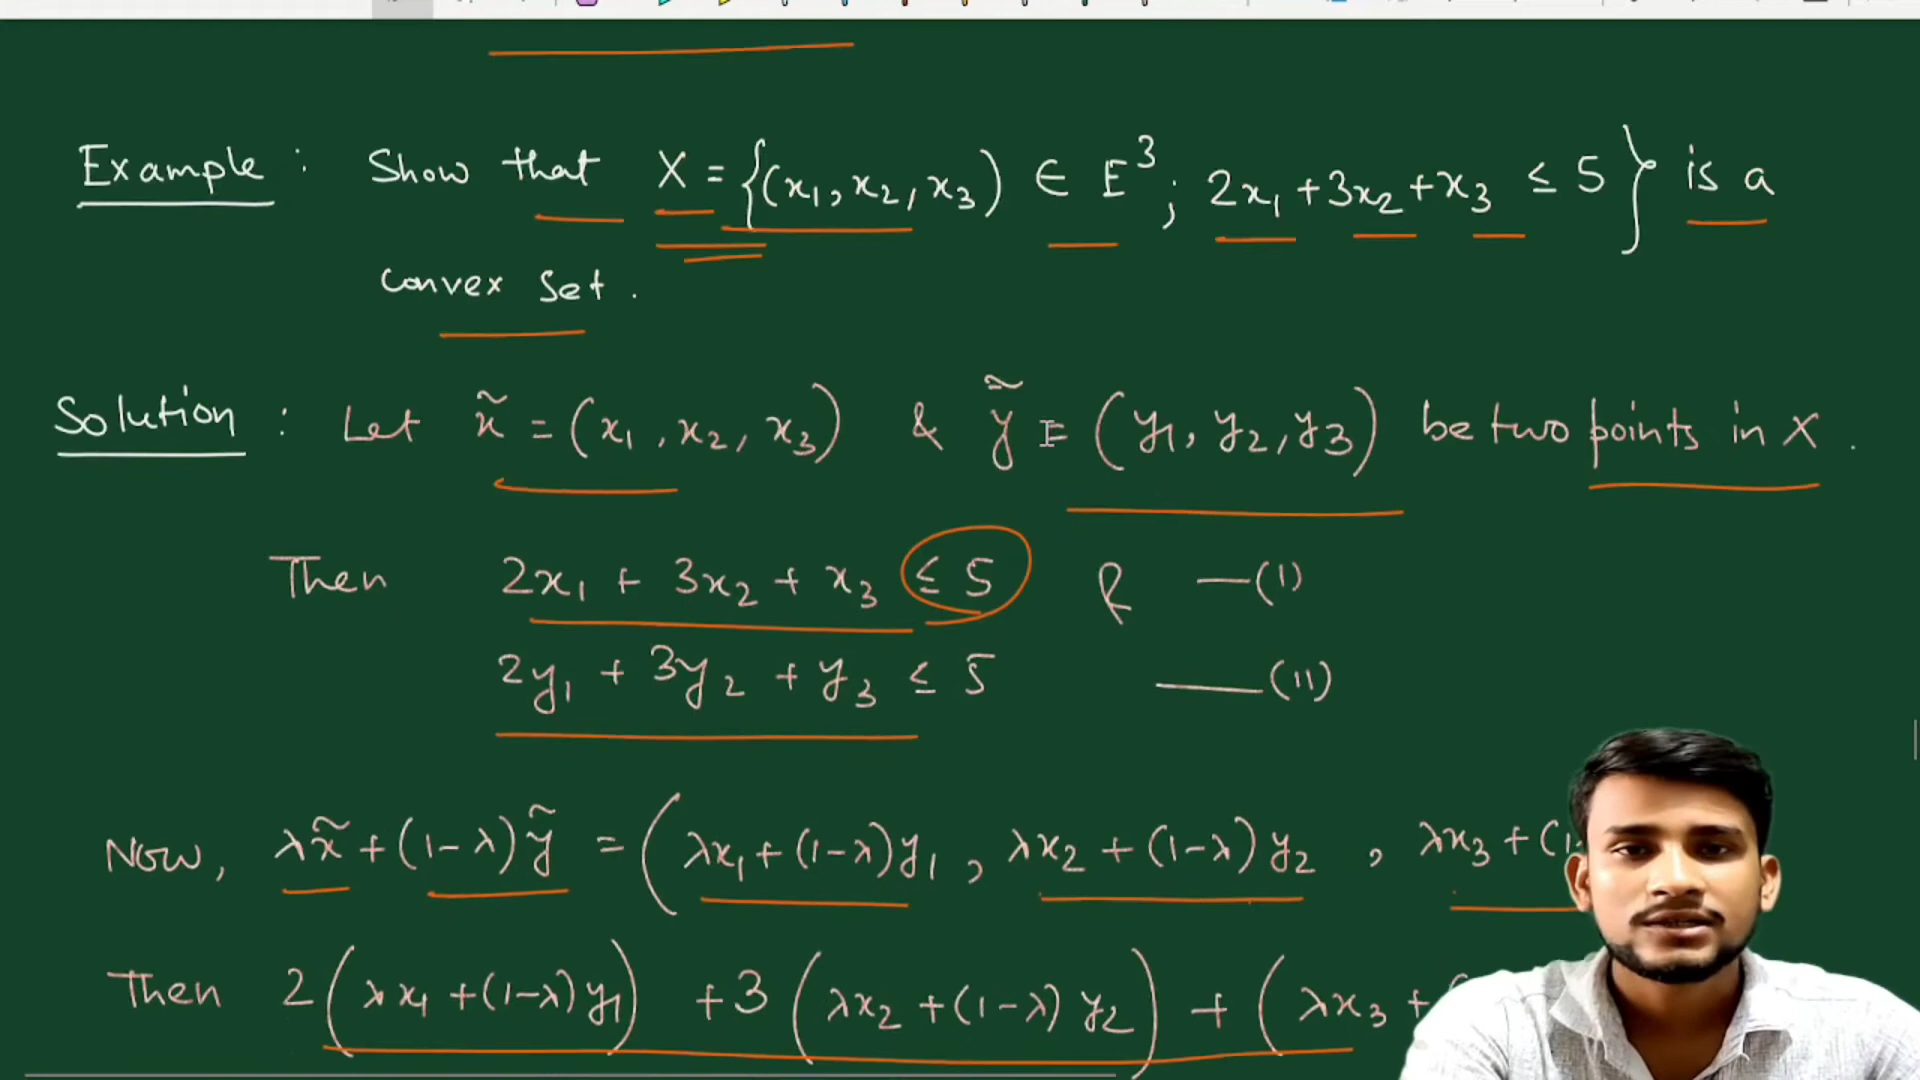 Example : Show that X = {(x₁, x₂, x₃) ∈ E³; 2x₁ + 3x₂ + x₃ ≤ 5} is a
Convex Set.
Solution : Let x̃ = (x₁, x₂, x₃) & ỹ = (y₁, y₂, y₃) be two points in X.
Then 2x₁ + 3x₂ + x₃ ≤ 5 & —(I)
2y₁ + 3y₂ + y₃ ≤ 5 —(II)
Now, λx̃ + (1-λ)ỹ = (λx₁ + (1-λ)y₁, λx₂ + (1-λ)y₂, λx₃ + (1-
Then 2(λx₁ + (1-λ)y₁) + 3(λx₂ + (1-λ)y₂) + (λx₃ +